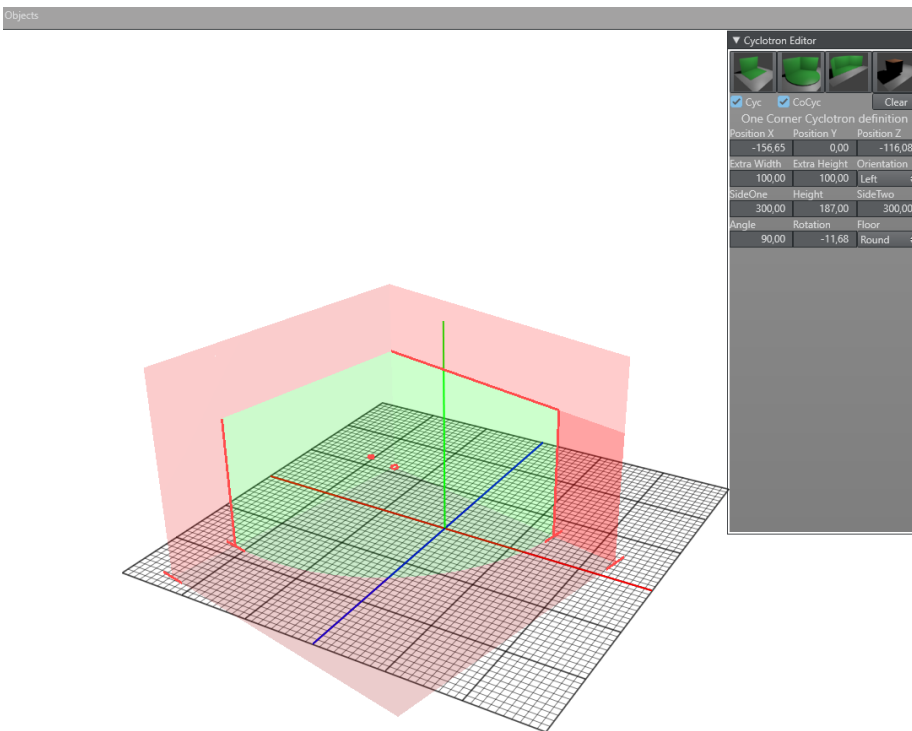 Objects
▼ Cyclotron Editor
Cyc CoCyc Clear
One Corner Cyclotron definition
Position X Position Y Position Z
-156,65 0,00 -116,08
Extra Width Extra Height Orientation
100,00 100,00 Left
SideOne Height SideTwo
300,00 187,00 300,00
Angle Rotation Floor
90,00 -11,68 Round